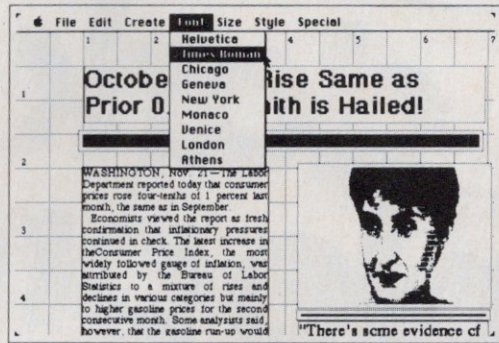 File Edit Create Font Size Style Special
Helvetica
Times Roman
Chicago
Geneva
New York
Monaco
Venice
London
Athens
1 2 4 5 6 7
1
2
3
4
Octobe Rise Same as
Prior 0. ith is Hailed!
WASHINGTON, Nov 21—The Labor
Department reported today that consumer
prices rose four-tenths of 1 percent last
month, the same as in September.
Economists viewed the report as fresh
confirmation that inflationary pressures
continued in check. The latest increase in
theConsumer Price Index, the most
widely followed gauge of inflation, was
attributed by the Bureau of Labor
Statistics to a mixture of rises and
declines in various categories but mainly
to higher gasoline prices for the second
consecutive month. Some analysists said,
however, that the gasoline run-up would
"There's some evidence of